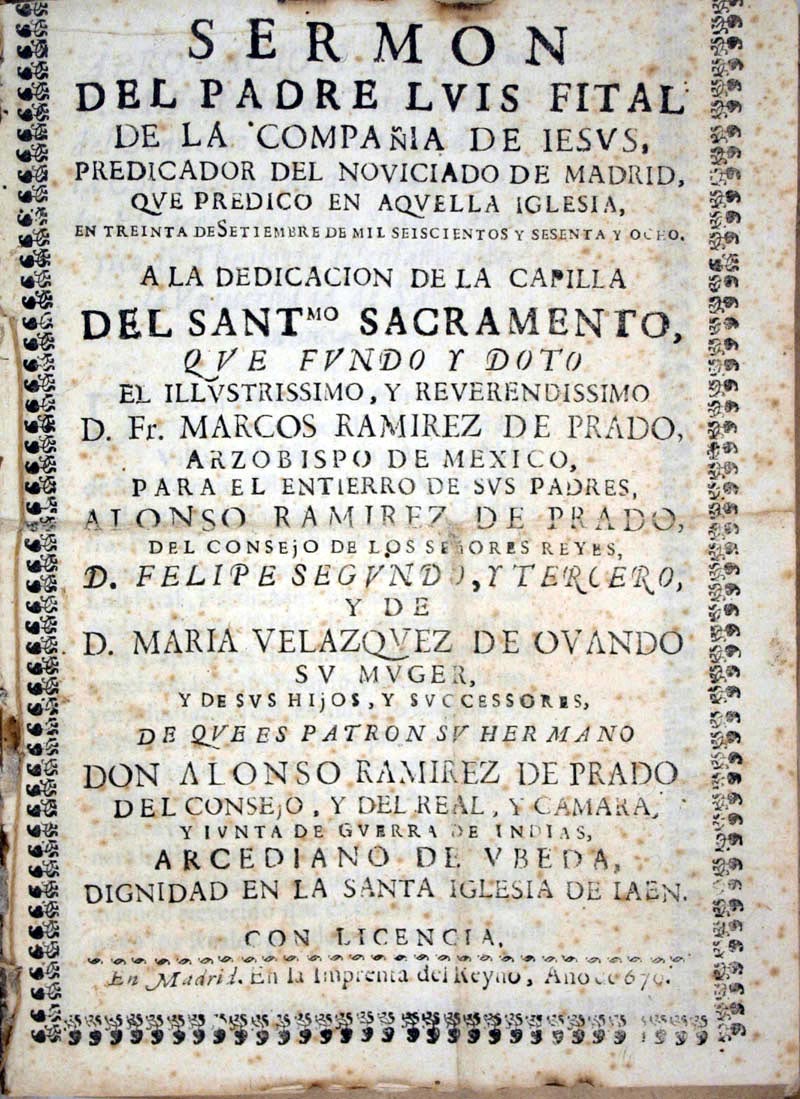 SERMON
DEL PADRE LVIS FITAL
DE LA COMPAÑIA DE IESVS,
PREDICADOR DEL NOVICIADO DE MADRID,
QVE PREDICO EN AQVELLA IGLESIA,
EN TREINTA DE SETIEMBRE DE MIL SEISCIENTOS Y SESENTA Y OCHO.
A LA DEDICACION DE LA CAPILLA
DEL SANTMO SACRAMENTO,
QVE FVNDO Y DOTO
EL ILLVSTRISSIMO, Y REVERENDISSIMO
D. Fr. MARCOS RAMIREZ DE PRADO,
ARZOBISPO DE MEXICO,
PARA EL ENTIERRO DE SVS PADRES,
ALONSO RAMIREZ DE PRADO,
DEL CONSEJO DE LOS SEÑORES REYES,
D. FELIPE SEGVNDO, Y TERCERO,
Y DE
D. MARIA VELAZQVEZ DE OVANDO
SV MVGER,
Y DE SVS HIJOS, Y SVCCESSORES,
DE QVE ES PATRON SV HERMANO
DON ALONSO RAMIREZ DE PRADO
DEL CONSEJO, Y DEL REAL, Y CAMARA,
Y IVNTA DE GVERRA DE INDIAS,
ARCEDIANO DE VBEDA,
DIGNIDAD EN LA SANTA IGLESIA DE IAEN.
CON LICENCIA,
En Madrid. En la Imprenta del Reyno, Año de